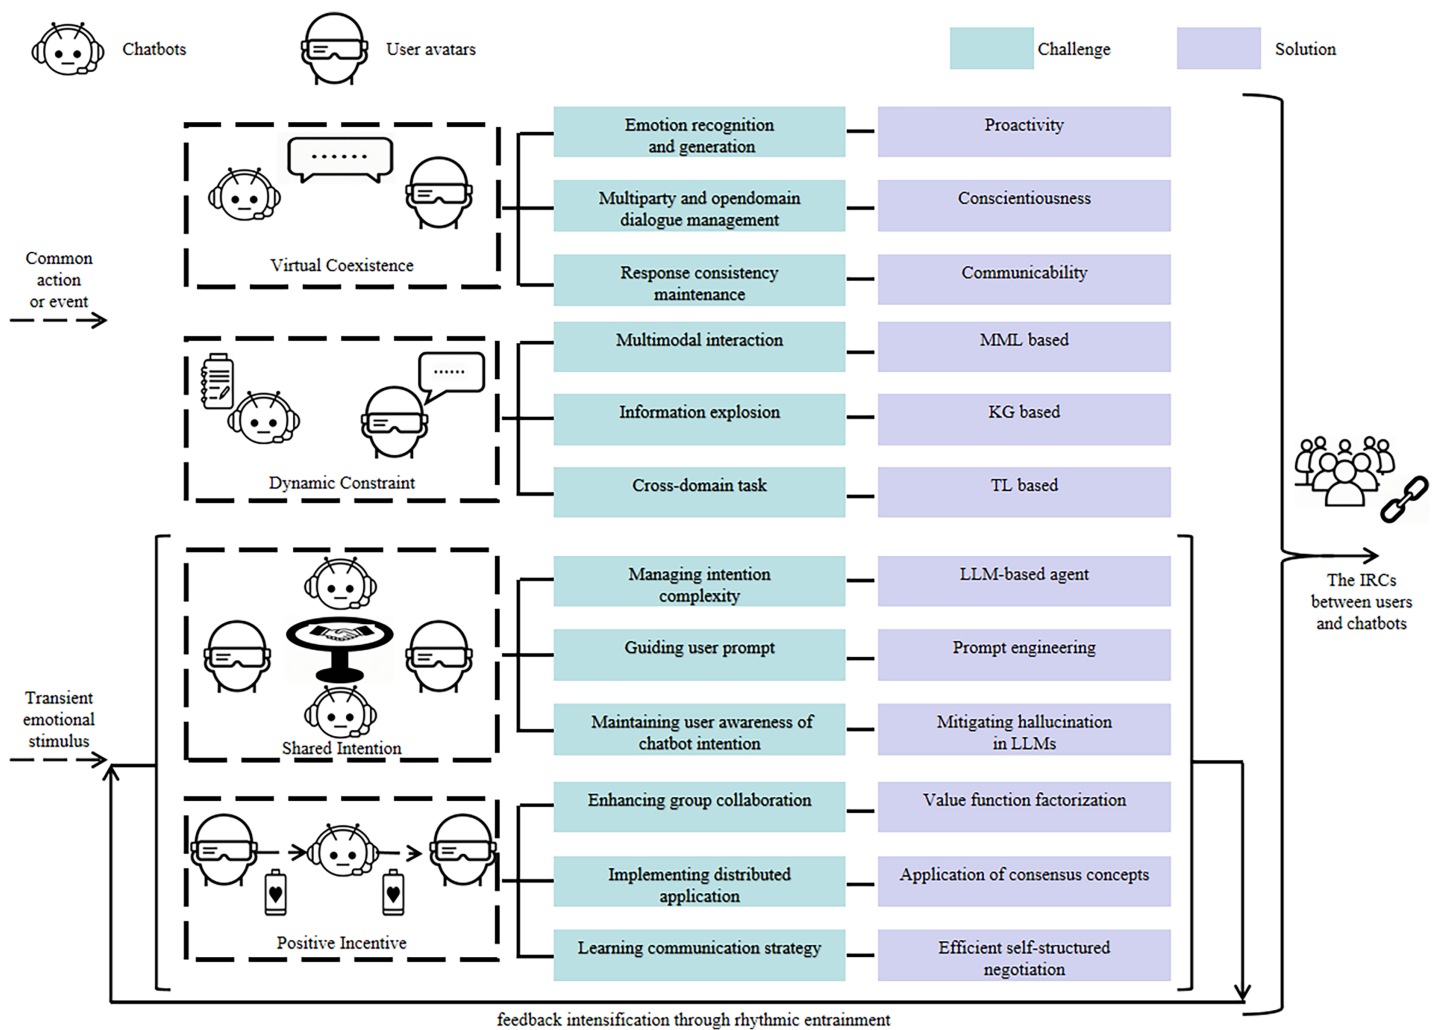 Chatbots
User avatars
Challenge
Solution
Common
action
or event
Virtual Coexistence
Emotion recognition
and generation
Proactivity
Multiparty and opendomain
dialogue management
Conscientiousness
Response consistency
maintenance
Communicability
Dynamic Constraint
Multimodal interaction
MML based
Information explosion
KG based
Cross-domain task
TL based
Transient
emotional
stimulus
Shared Intention
Managing intention
complexity
LLM-based agent
Guiding user prompt
Prompt engineering
Maintaining user awareness of
chatbot intention
Mitigating hallucination
in LLMs
Positive Incentive
Enhancing group collaboration
Value function factorization
Implementing distributed
application
Application of consensus concepts
Learning communication strategy
Efficient self-structured
negotiation
The IRCs
between users
and chatbots
feedback intensification through rhythmic entrainment